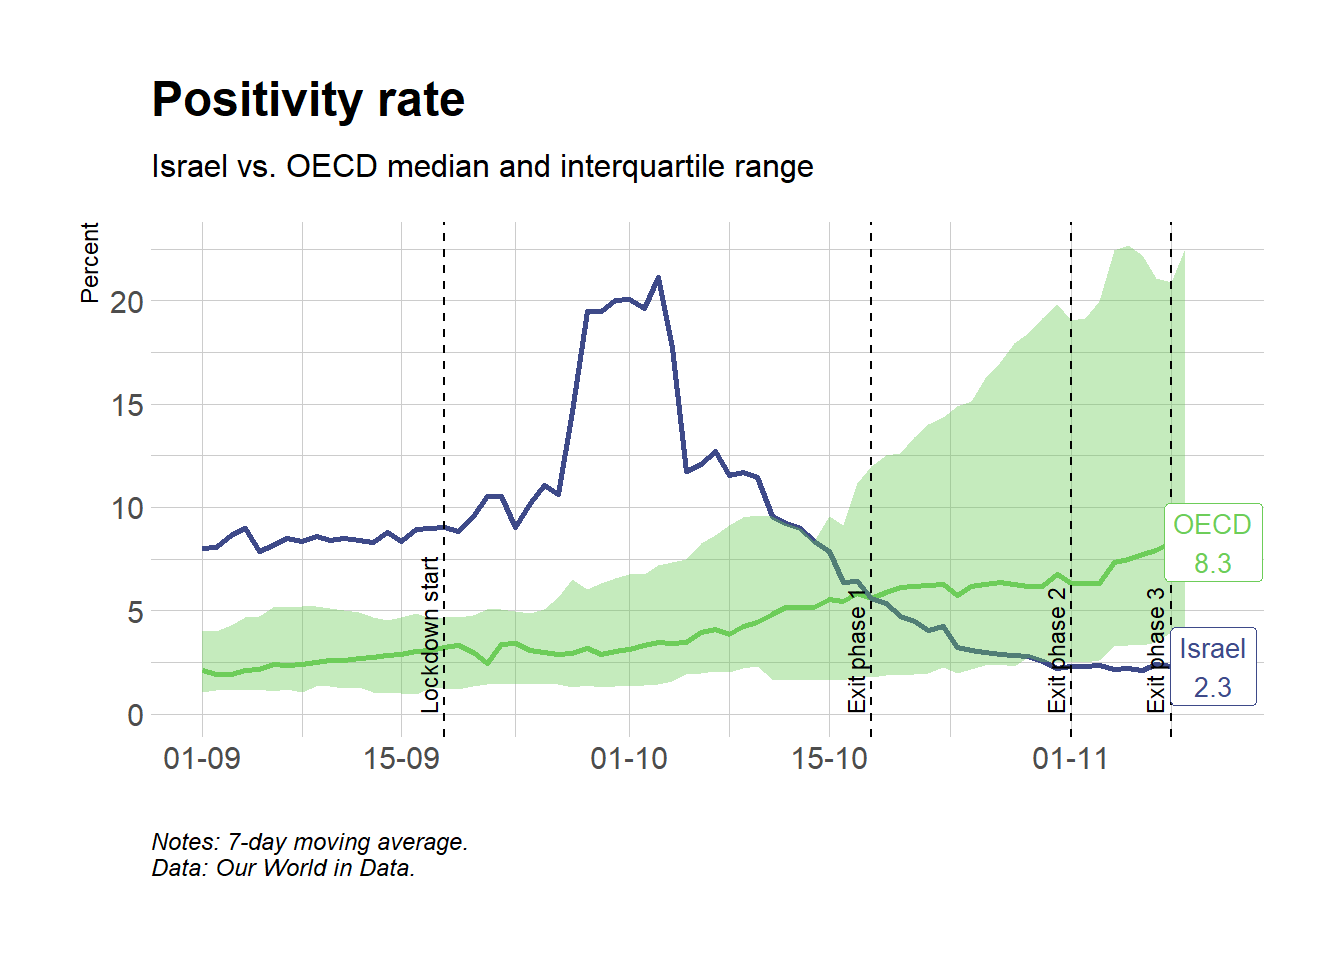 Positivity rate
Israel vs. OECD median and interquartile range
Percent
20
15
10
5
0
Lockdown start
Exit phase 1
Exit phase 2
Exit phase 3
OECD
8.3
Israel
2.3
01-09
15-09
01-10
15-10
01-11
Notes: 7-day moving average.
Data: Our World in Data.